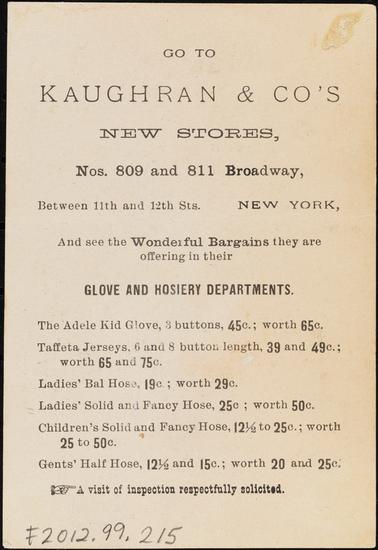 GO TO
KAUGHRAN & CO'S
NEW STORES,
Nos. 809 and 811 Broadway,
Between 11th and 12th Sts. NEW YORK,
And see the Wonderful Bargains they are
offering in their
GLOVE AND HOSIERY DEPARTMENTS.
The Adele Kid Glove, 3 buttons, 45c.; worth 65c.
Taffeta Jerseys, 6 and 8 button length, 39 and 49c.;
worth 65 and 75c.
Ladies' Bal Hose, 19c.; worth 29c.
Ladies' Solid and Fancy Hose, 25c; worth 50c.
Children's Solid and Fancy Hose, 12½ to 25c.; worth
25 to 50c.
Gents' Half Hose, 12½ and 15c.; worth 20 and 25c.
☞A visit of inspection respectfully solicited.
F2012.99.215